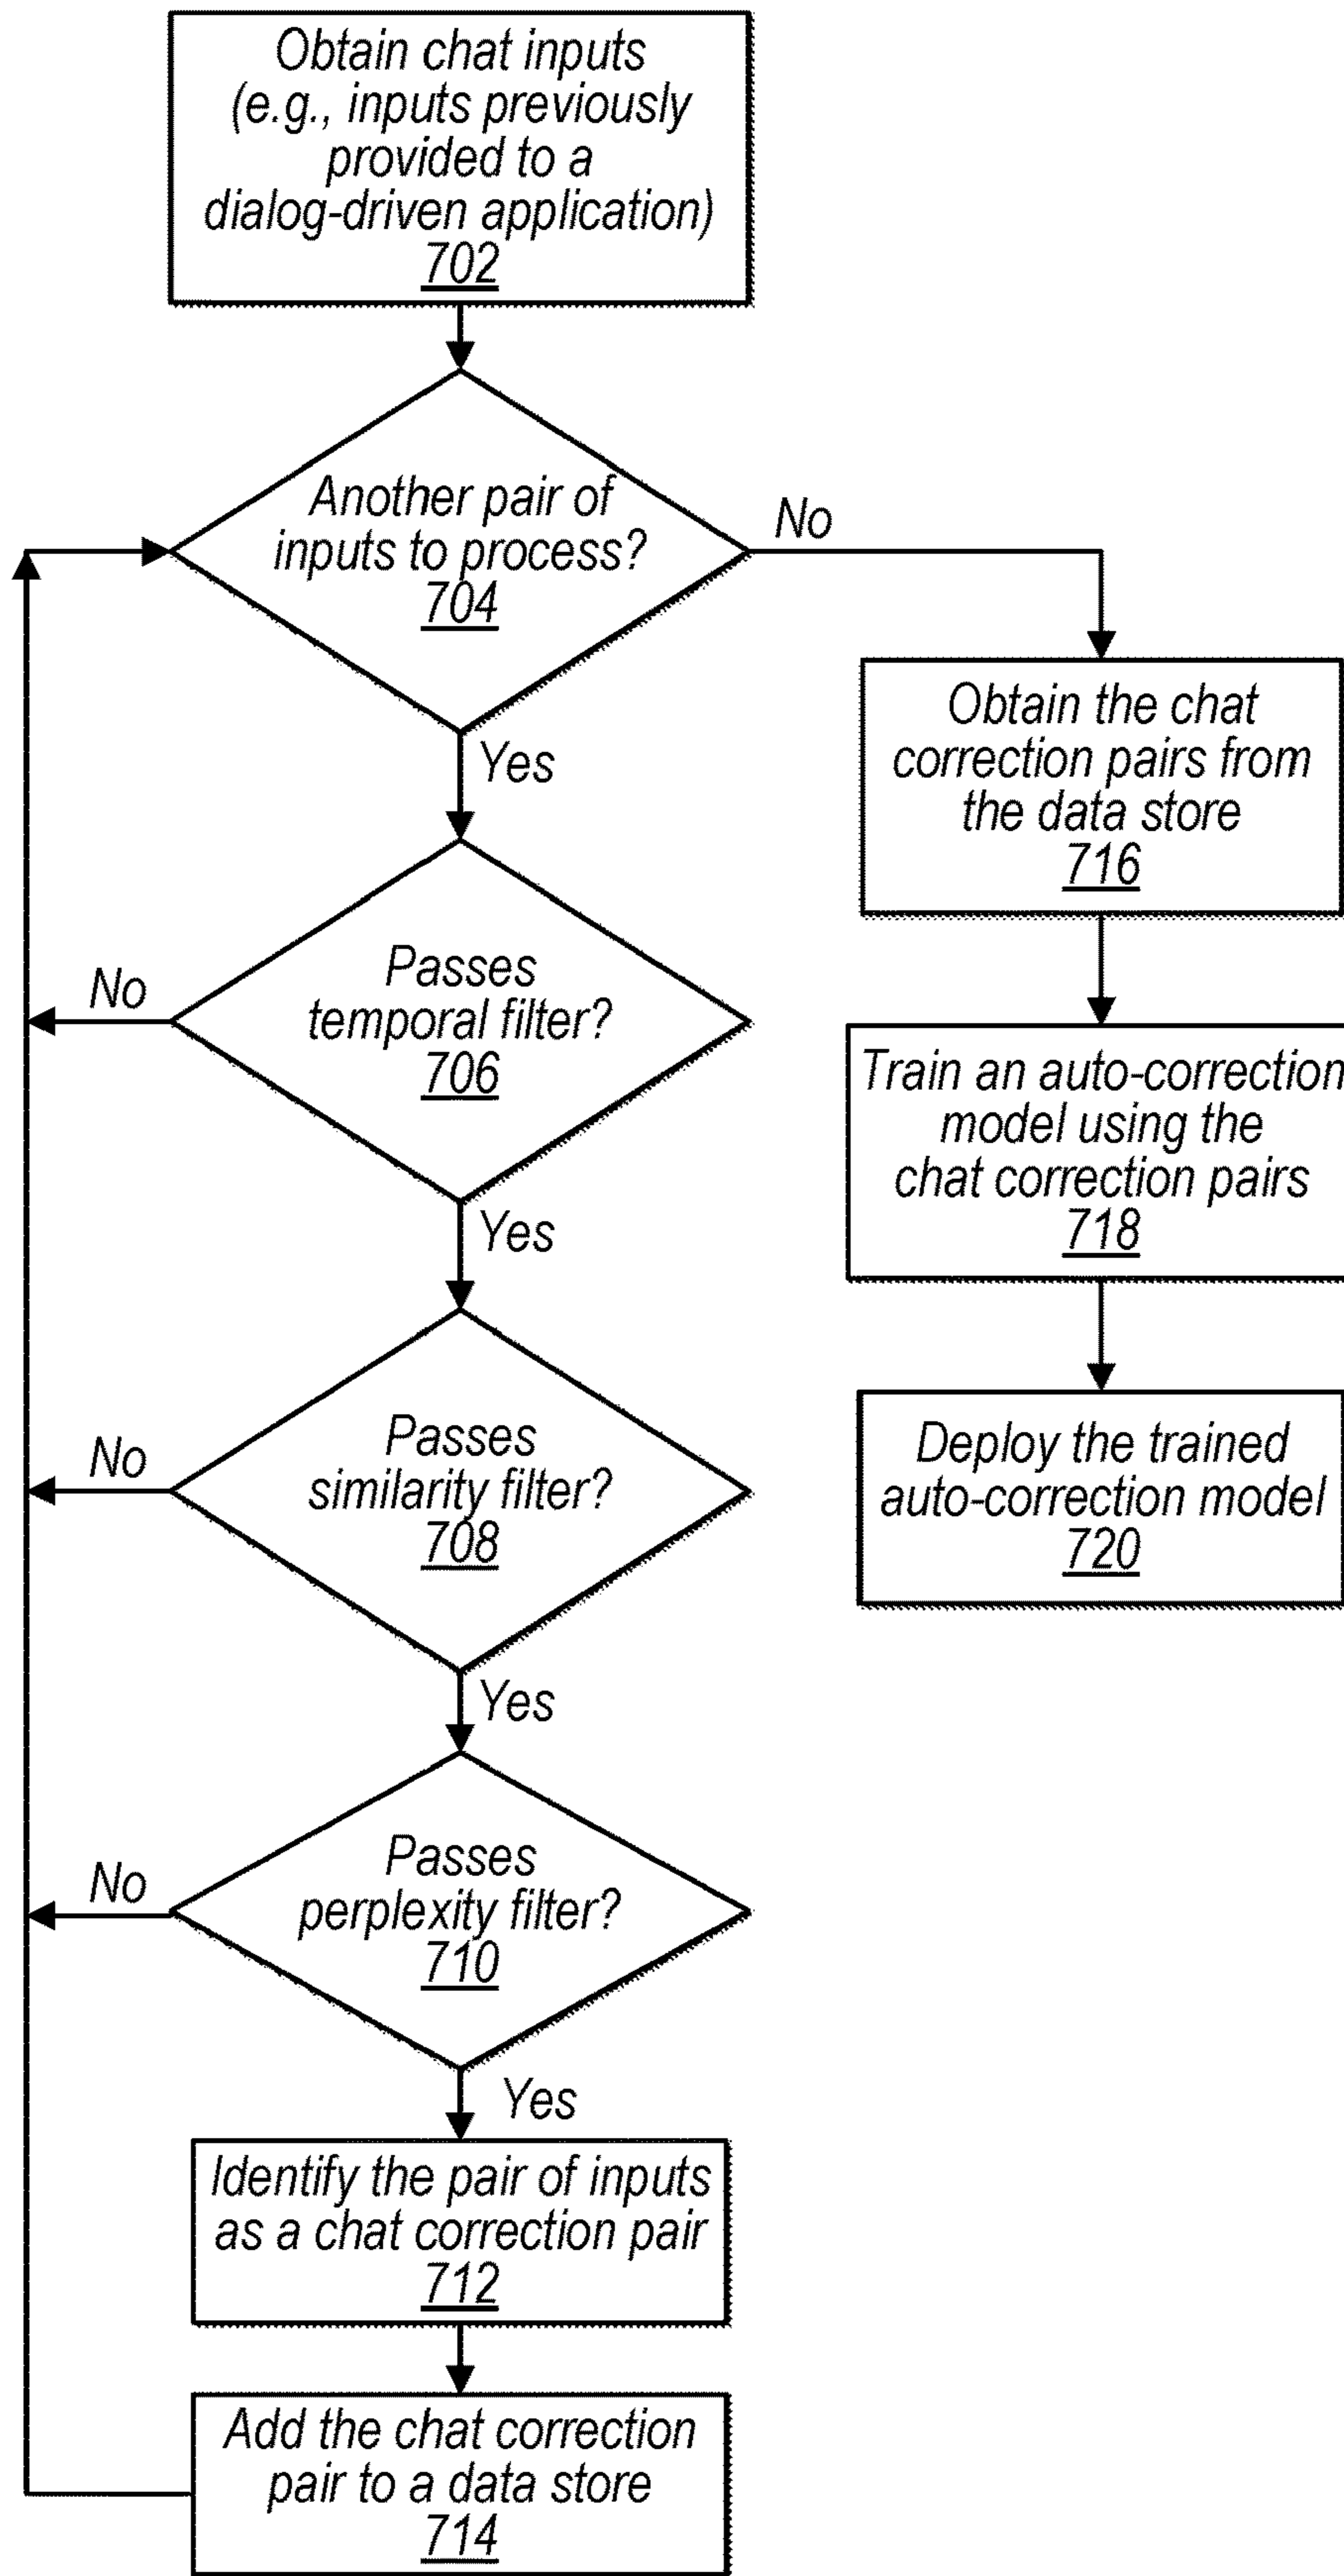 Obtain chat inputs
(e.g., inputs previously
provided to a
dialog-driven application)
702
Another pair of
inputs to process?
704
No
Yes
Passes
temporal filter?
706
No
Yes
Passes
similarity filter?
708
No
Yes
Passes
perplexity filter?
710
No
Yes
Identify the pair of inputs
as a chat correction pair
712
Add the chat correction
pair to a data store
714
Obtain the chat
correction pairs from
the data store
716
Train an auto-correction
model using the
chat correction pairs
718
Deploy the trained
auto-correction model
720